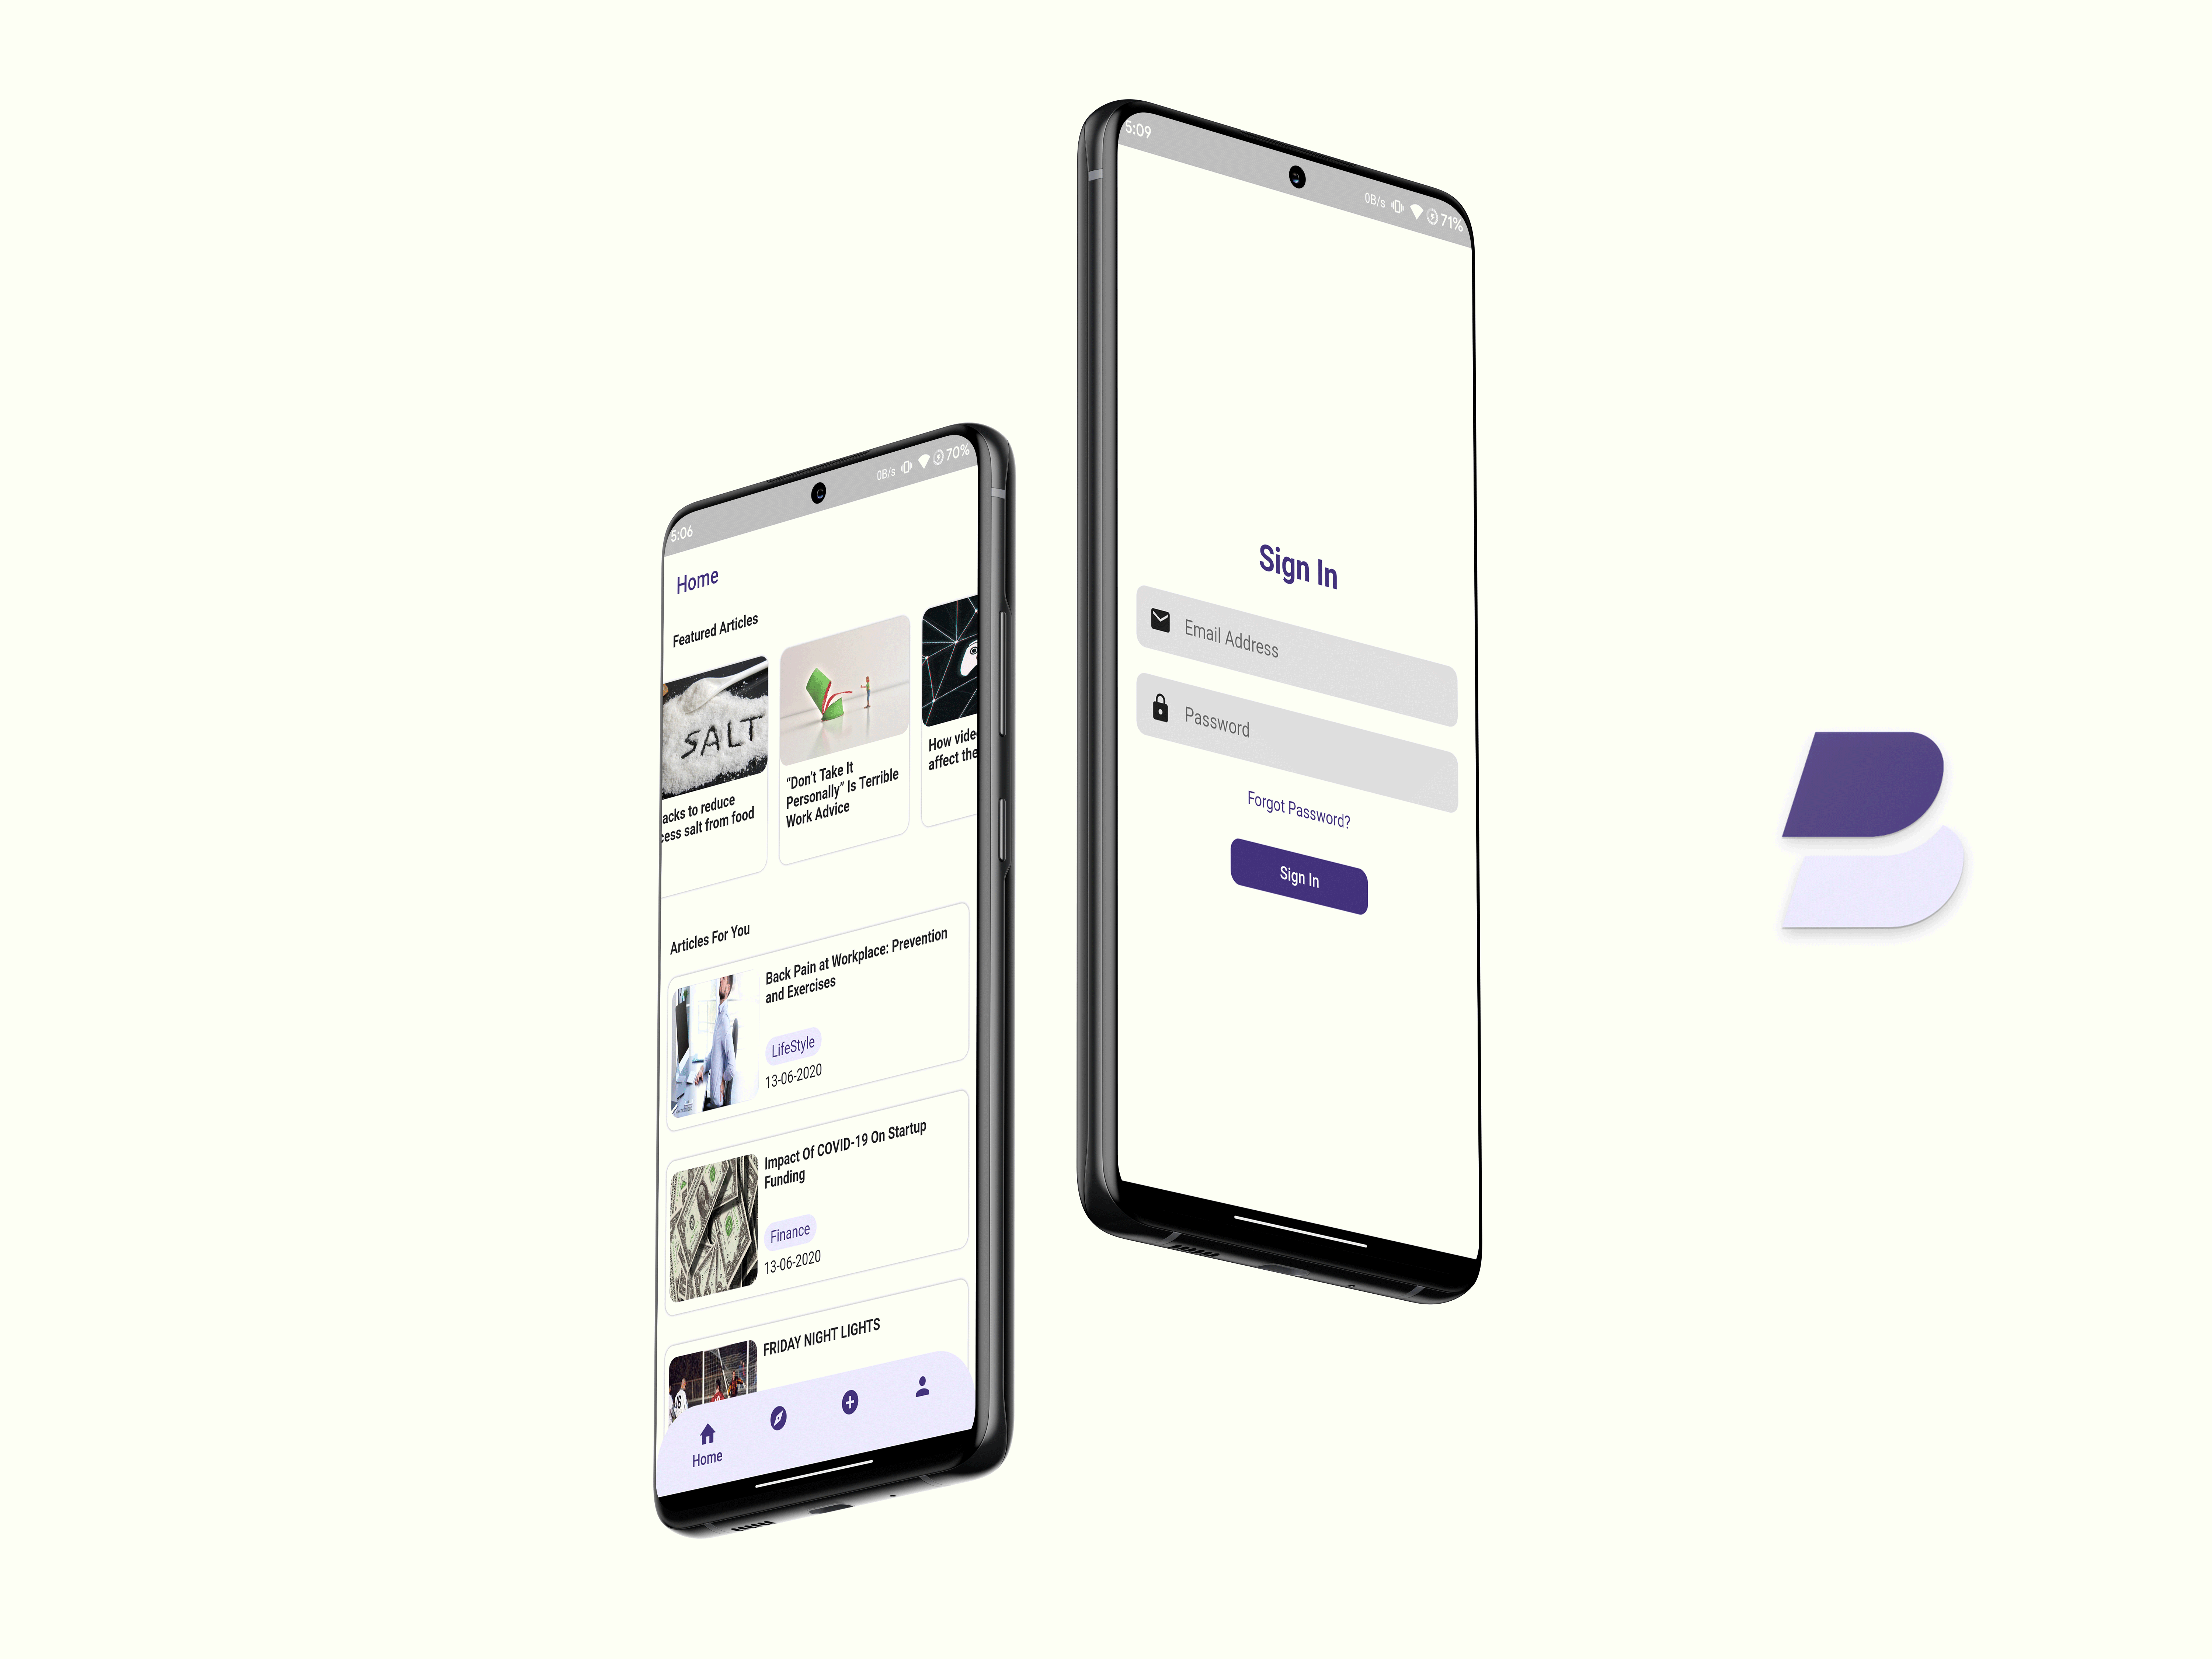 5:06
0B/s 70%
Home
Featured Articles
SALT
acks to reduce
cess salt from food
“Don't Take It
Personally” Is Terrible
Work Advice
How vide
affect the
Articles For You
Back Pain at Workplace: Prevention
and Exercises
LifeStyle
13-06-2020
Impact Of COVID-19 On Startup
Funding
Finance
13-06-2020
FRIDAY NIGHT LIGHTS
Home
5:09
0B/s 71%
Sign In
Email Address
Password
Forgot Password?
Sign In